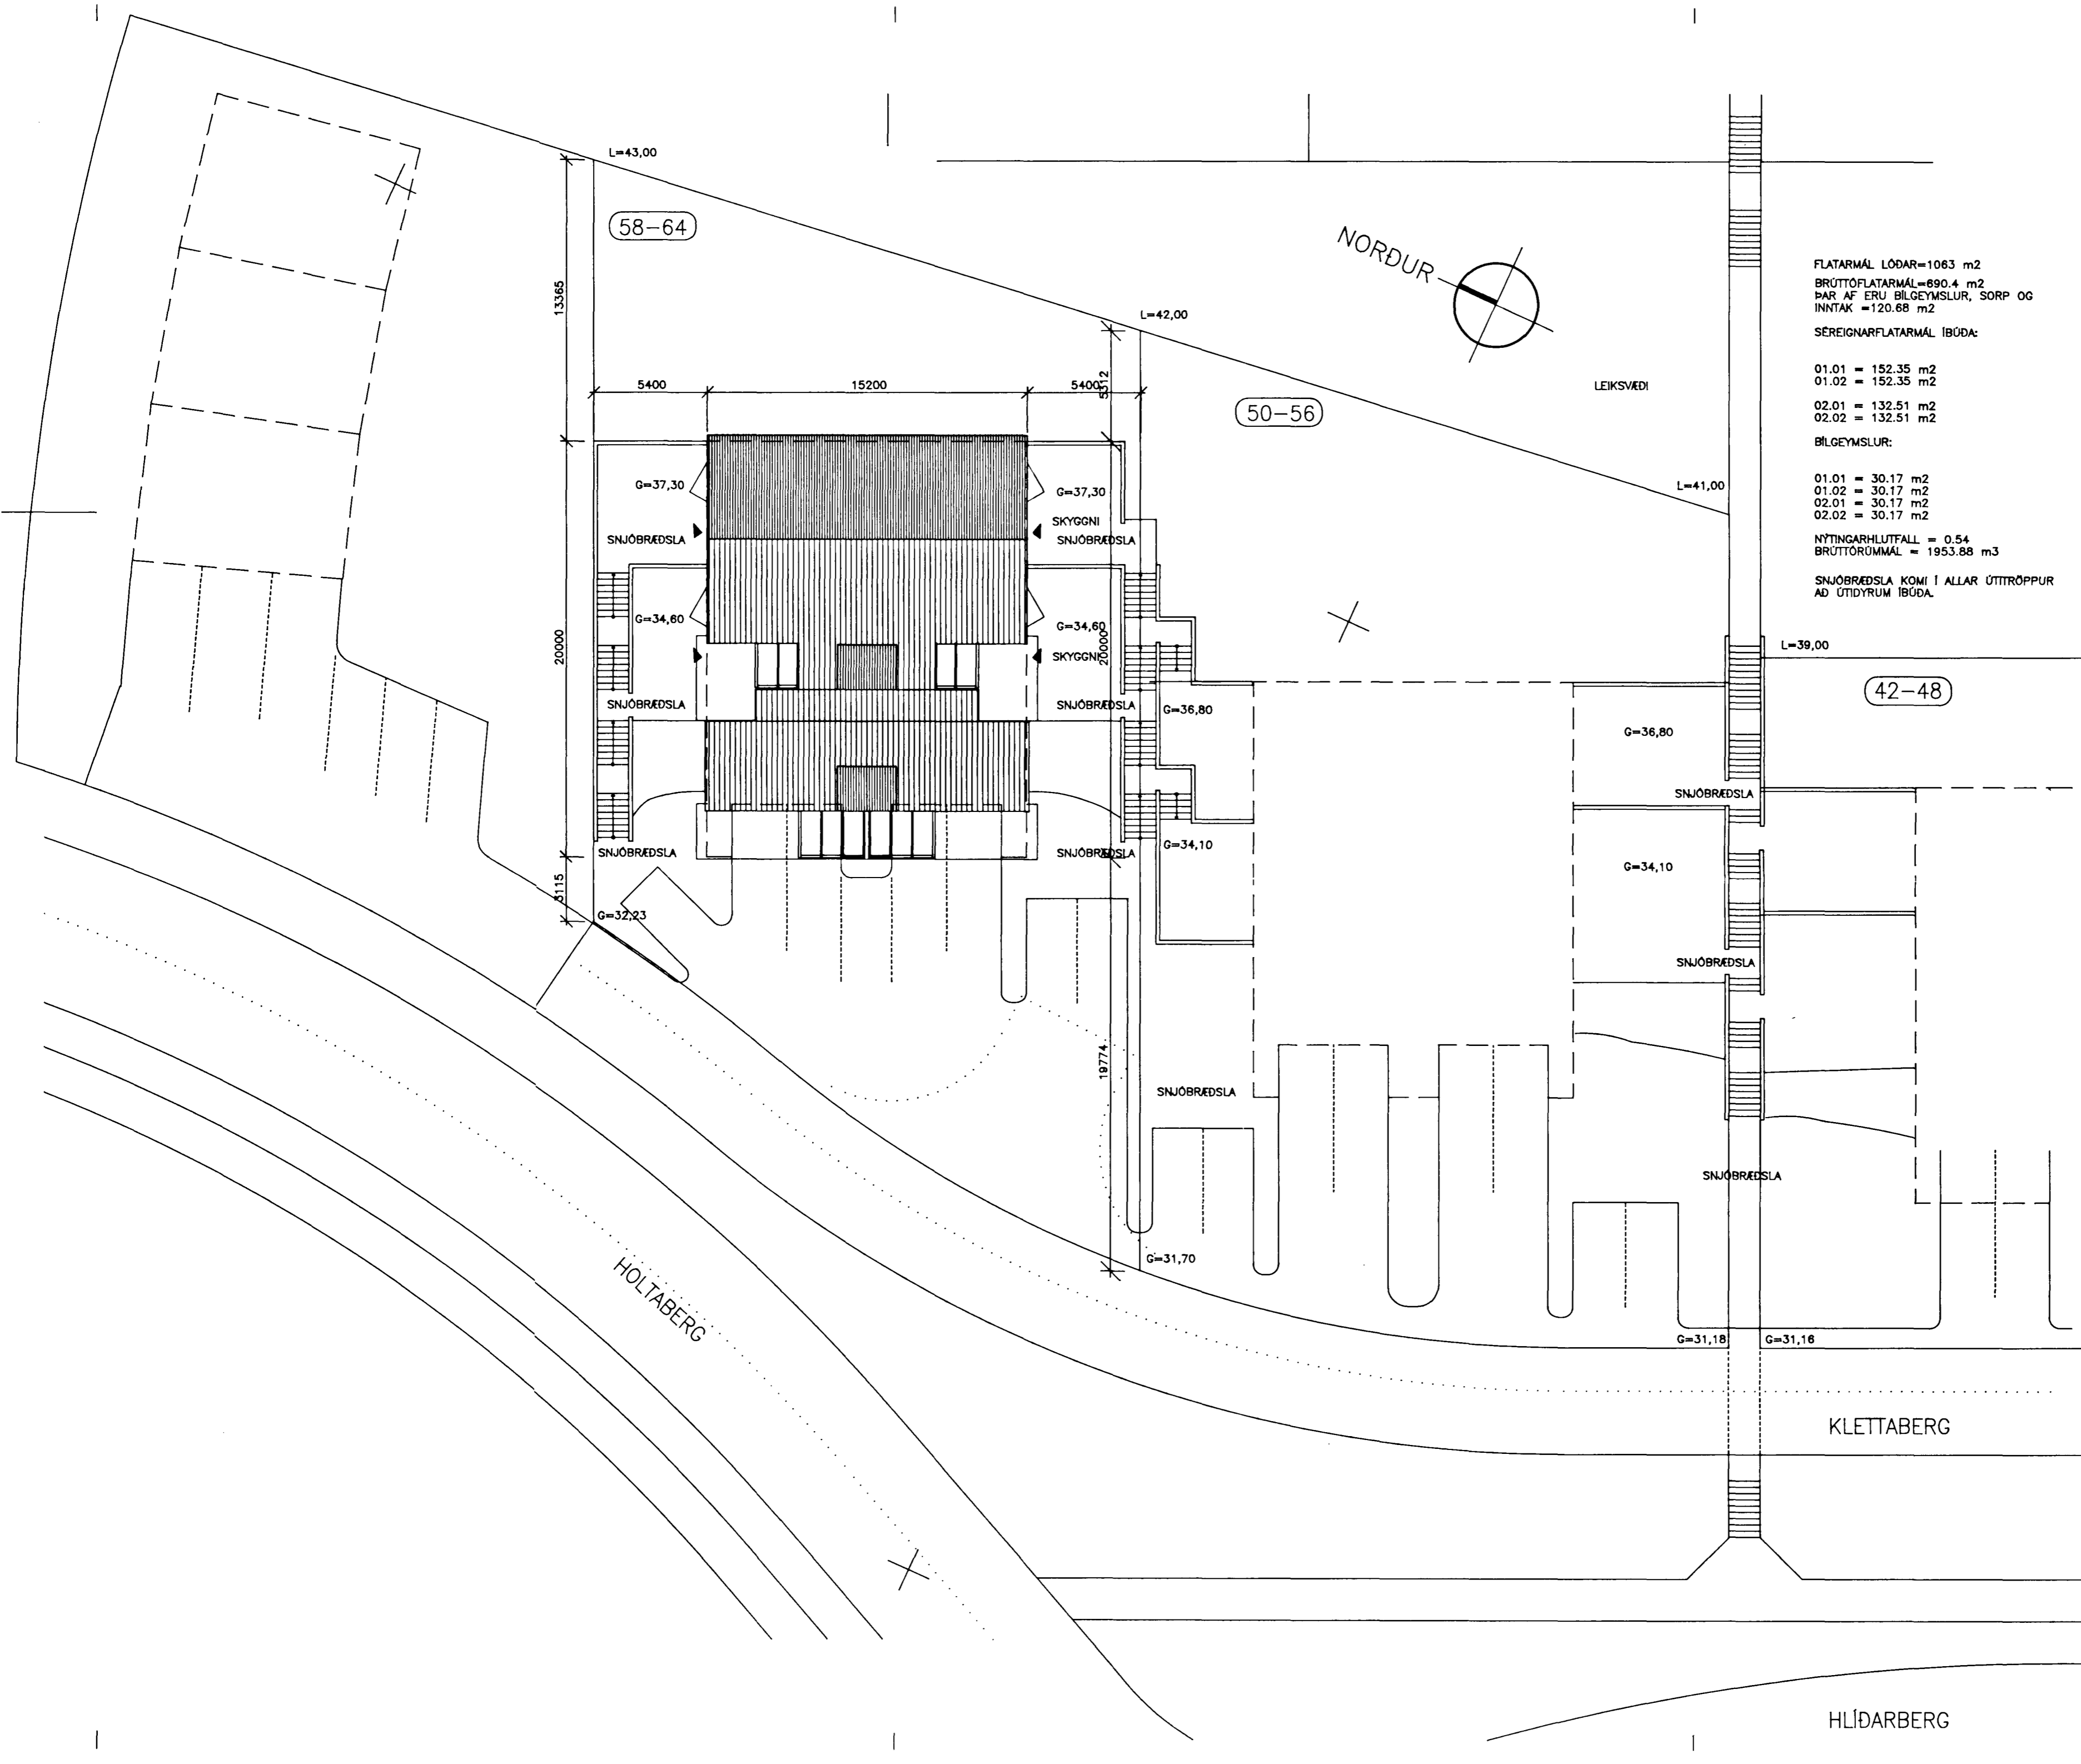 L=43,00
58-64
13365
L=42,00
5400
15200
5400
5312
NORÐUR
LEIKSVÆÐI
50-56
L=41,00
FLATARMÁL LÓÐAR=1063 m2
BRÚTTÓFLATARMÁL=690.4 m2
ÞAR AF ERU BÍLGEYMSLUR, SORP OG
INNTAK =120.68 m2
SÉREIGNARFLATARMÁL ÍBÚÐA:
01.01 = 152.35 m2
01.02 = 152.35 m2
02.01 = 132.51 m2
02.02 = 132.51 m2
BÍLGEYMSLUR:
01.01 = 30.17 m2
01.02 = 30.17 m2
02.01 = 30.17 m2
02.02 = 30.17 m2
NÝTINGARHLUTFALL = 0.54
BRÚTTÓRÚMMÁL = 1953.88 m3
SNJÓBRÆÐSLA KOMI Í ALLAR ÚTITRÖPPUR
AÐ ÚTIDYRUM ÍBÚÐA.
G=37,30
G=37,30
SKYGGNI
SNJÓBRÆÐSLA
SNJÓBRÆÐSLA
G=34,60
G=34,60
SKYGGNI
20000
20000
SNJÓBRÆÐSLA
SNJÓBRÆÐSLA
G=36,80
G=36,80
L=39,00
42-48
SNJÓBRÆÐSLA
SNJÓBRÆÐSLA
SNJÓBRÆÐSLA
G=34,10
G=34,10
3115
G=32,23
SNJÓBRÆÐSLA
19774
SNJÓBRÆÐSLA
SNJÓBRÆÐSLA
G=31,70
HOLTABERG
G=31,18
G=31,16
KLETTABERG
HLÍÐARBERG